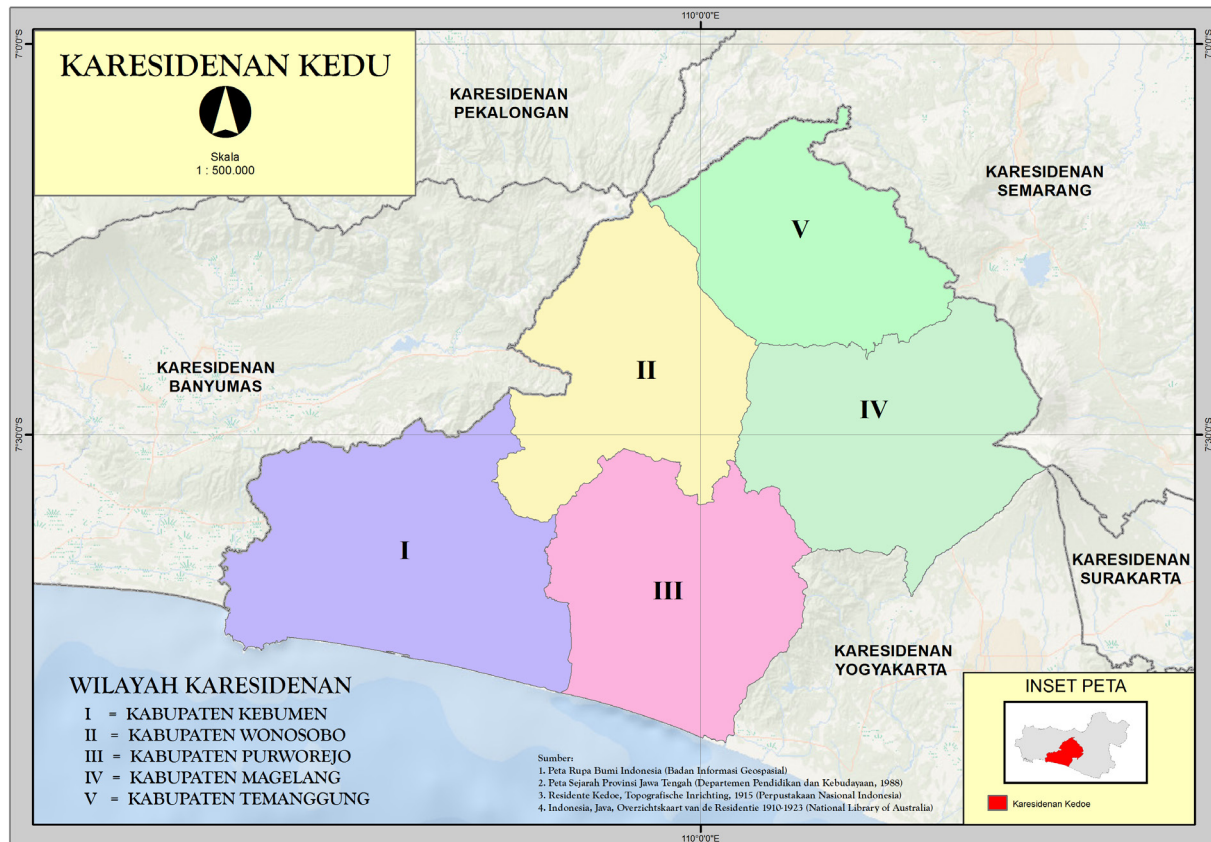 110°0'0"E
7°0'0"S
7°0'0"S
KARESIDENAN KEDU
Skala
1 : 500.000
KARESIDENAN
PEKALONGAN
KARESIDENAN
SEMARANG
V
KARESIDENAN
BANYUMAS
II
IV
7°30'0"S
7°30'0"S
I
III
KARESIDENAN
SURAKARTA
KARESIDENAN
YOGYAKARTA
WILAYAH KARESIDENAN
I = KABUPATEN KEBUMEN
II = KABUPATEN WONOSOBO
III = KABUPATEN PURWOREJO
IV = KABUPATEN MAGELANG
V = KABUPATEN TEMANGGUNG
Sumber:
1. Peta Rupa Bumi Indonesia (Badan Informasi Geospasial)
2. Peta Sejarah Provinsi Jawa Tengah (Departemen Pendidikan dan Kebudayaan, 1988)
3. Residente Kedoe, Topografische Inrichting, 1915 (Perpustakaan Nasional Indonesia)
4. Indonesia, Java, Overzichtskaart van de Residentie 1910-1923 (National Library of Australia)
INSET PETA
Karesidenan Kedoe
110°0'0"E